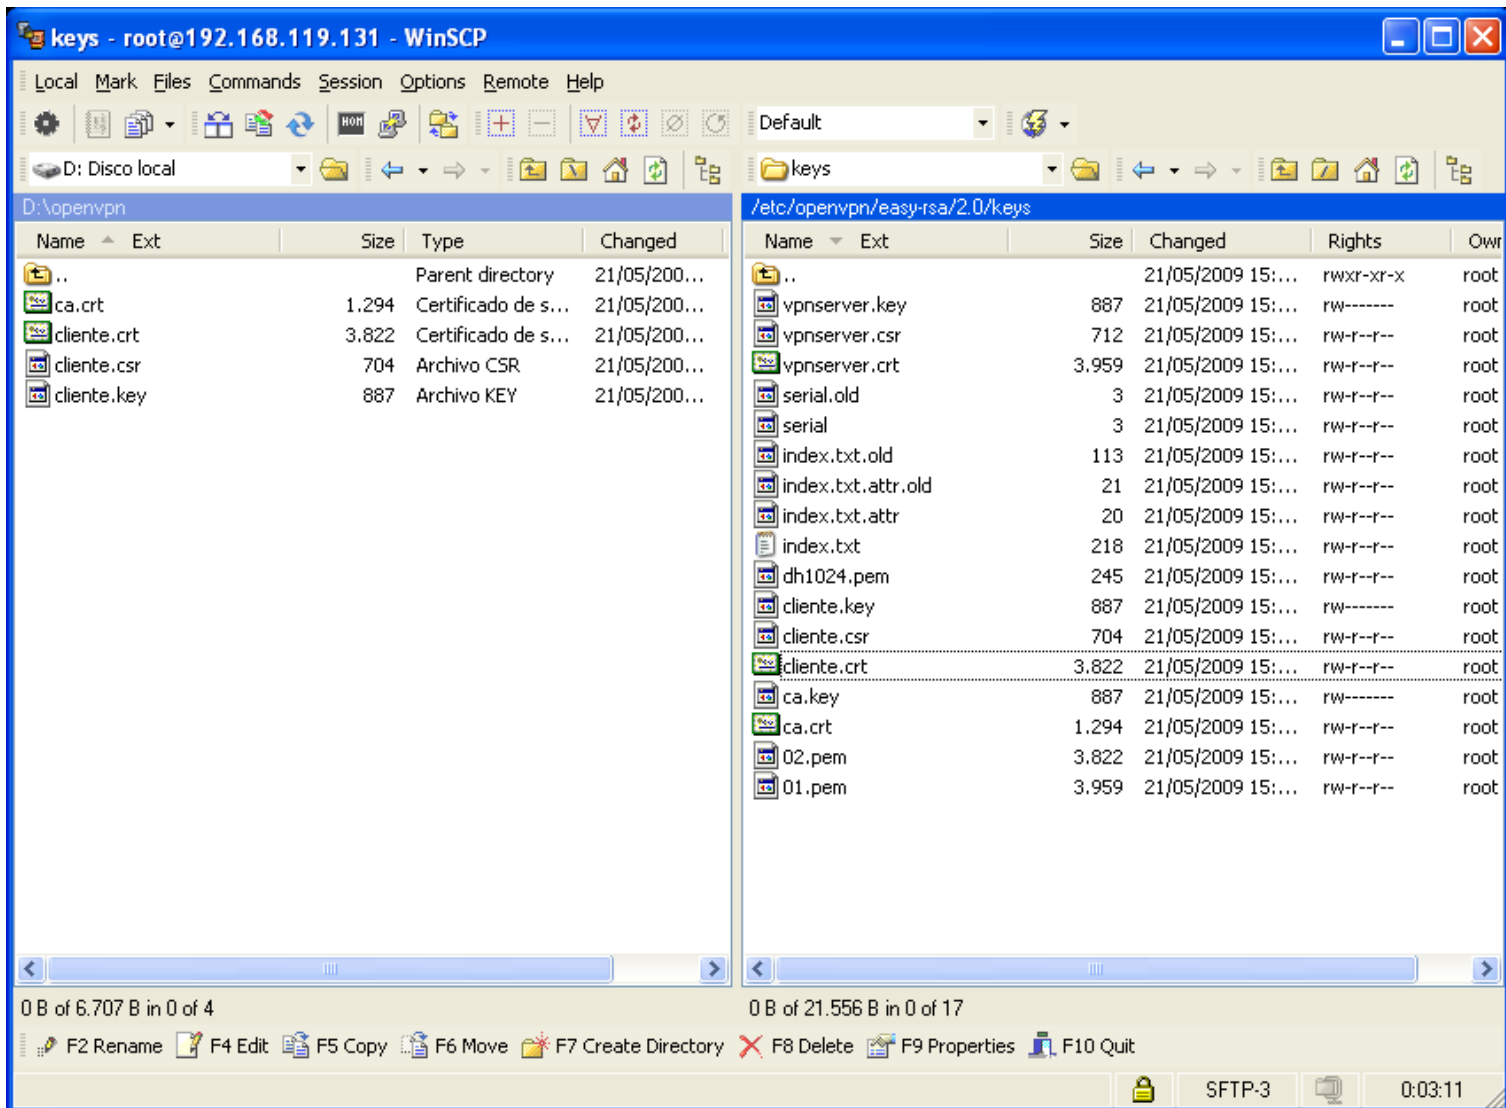 keys - root@192.168.119.131 - WinSCP
Local Mark Files Commands Session Options Remote Help
Default
D: Disco local
keys
D:\openvpn
Name Ext Size Type Changed
.. Parent directory 21/05/200...
ca.crt 1.294 Certificado de s... 21/05/200...
cliente.crt 3.822 Certificado de s... 21/05/200...
cliente.csr 704 Archivo CSR 21/05/200...
cliente.key 887 Archivo KEY 21/05/200...
/etc/openvpn/easy-rsa/2.0/keys
Name Ext Size Changed Rights Owr
.. 21/05/2009 15:... rwxr-xr-x root
vpnserver.key 887 21/05/2009 15:... rw------- root
vpnserver.csr 712 21/05/2009 15:... rw-r--r-- root
vpnserver.crt 3.959 21/05/2009 15:... rw-r--r-- root
serial.old 3 21/05/2009 15:... rw-r--r-- root
serial 3 21/05/2009 15:... rw-r--r-- root
index.txt.old 113 21/05/2009 15:... rw-r--r-- root
index.txt.attr.old 21 21/05/2009 15:... rw-r--r-- root
index.txt.attr 20 21/05/2009 15:... rw-r--r-- root
index.txt 218 21/05/2009 15:... rw-r--r-- root
dh1024.pem 245 21/05/2009 15:... rw-r--r-- root
cliente.key 887 21/05/2009 15:... rw------- root
cliente.csr 704 21/05/2009 15:... rw-r--r-- root
cliente.crt 3.822 21/05/2009 15:... rw-r--r-- root
ca.key 887 21/05/2009 15:... rw------- root
ca.crt 1.294 21/05/2009 15:... rw-r--r-- root
02.pem 3.822 21/05/2009 15:... rw-r--r-- root
01.pem 3.959 21/05/2009 15:... rw-r--r-- root
0 B of 6.707 B in 0 of 4
0 B of 21.556 B in 0 of 17
F2 Rename F4 Edit F5 Copy F6 Move F7 Create Directory F8 Delete F9 Properties F10 Quit
SFTP-3 0:03:11